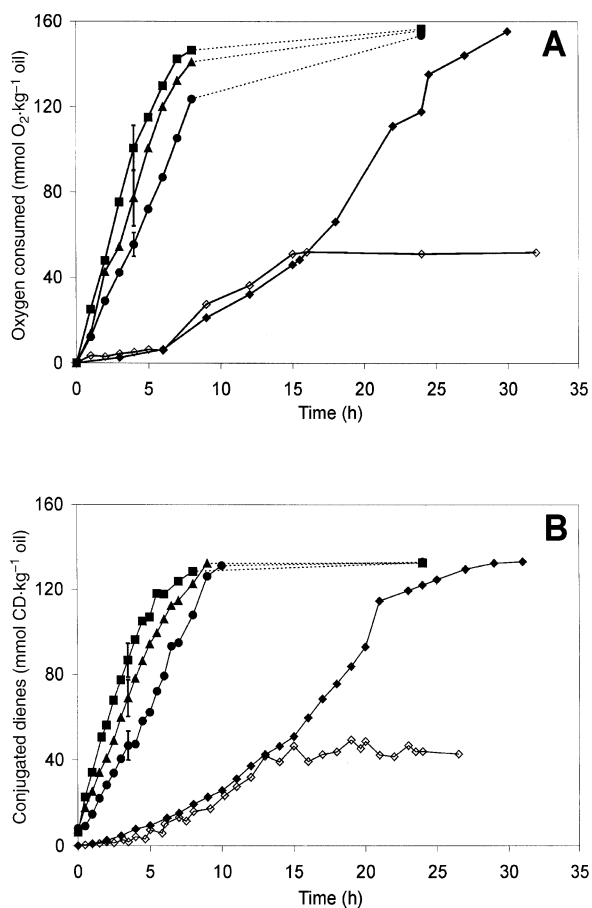 A
Oxygen consumed (mmol O₂·kg⁻¹ oil)
160
120
80
40
0
0 5 10 15 20 25 30 35
Time (h)
B
Conjugated dienes (mmol CD·kg⁻¹ oil)
160
120
80
40
0
0 5 10 15 20 25 30 35
Time (h)